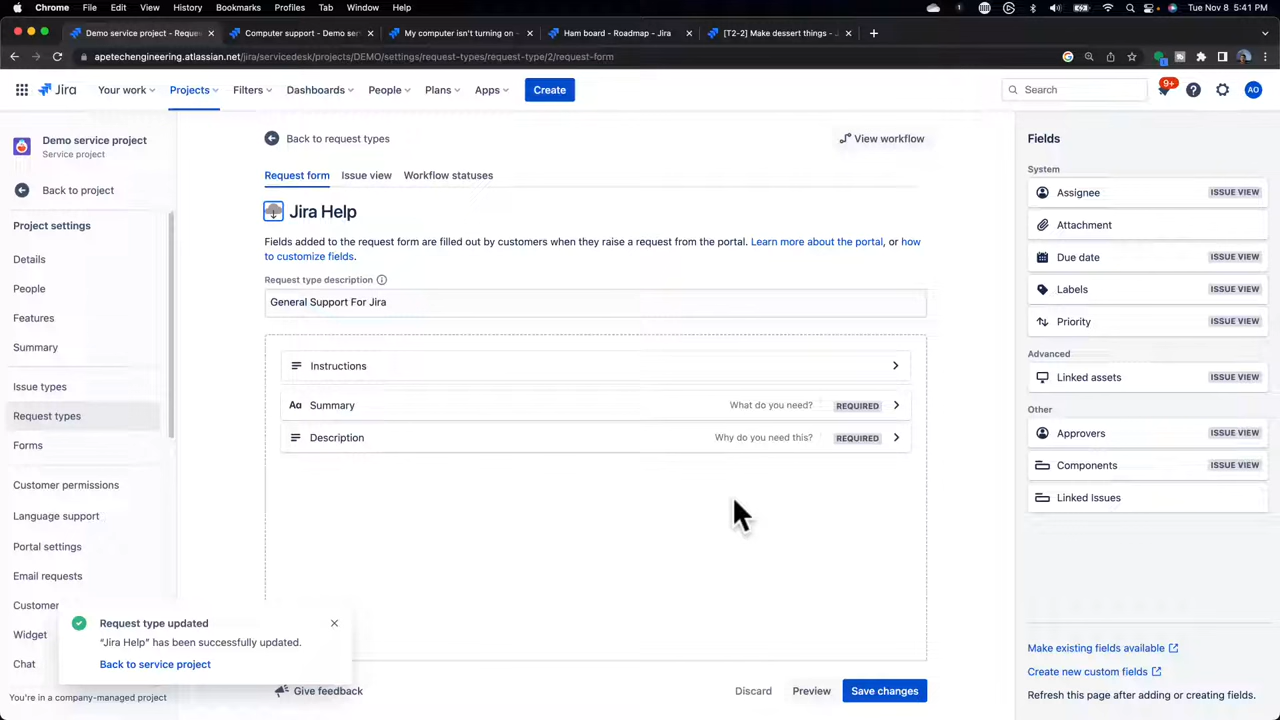 Chrome File Edit View History Bookmarks Profiles Tab Window Help
Tue Nov 8 5:41 PM
Demo service project - Reque
Computer support - Demo ser
My computer isn't turning on -
Ham board - Roadmap - Jira
[T2-2] Make dessert things - J
apetechengineering.atlassian.net/jira/servicedesk/projects/DEMO/settings/request-types/request-type/2/request-form
Jira
Your work
Projects
Filters
Dashboards
People
Plans
Apps
Create
Search
9+
AO
Demo service project
Service project
Back to project
Project settings
Details
People
Features
Summary
Issue types
Request types
Forms
Customer permissions
Language support
Portal settings
Email requests
Customer
Widget
Chat
You're in a company-managed project
Request type updated
“Jira Help” has been successfully updated.
Back to service project
Back to request types
View workflow
Request form
Issue view
Workflow statuses
Jira Help
Fields added to the request form are filled out by customers when they raise a request from the portal. Learn more about the portal, or how
to customize fields.
Request type description
General Support For Jira
Instructions
Aa Summary What do you need? REQUIRED
Description Why do you need this? REQUIRED
Give feedback
Discard
Preview
Save changes
Fields
System
Assignee ISSUE VIEW
Attachment
Due date ISSUE VIEW
Labels ISSUE VIEW
Priority ISSUE VIEW
Advanced
Linked assets ISSUE VIEW
Other
Approvers ISSUE VIEW
Components ISSUE VIEW
Linked Issues
Make existing fields available
Create new custom fields
Refresh this page after adding or creating fields.